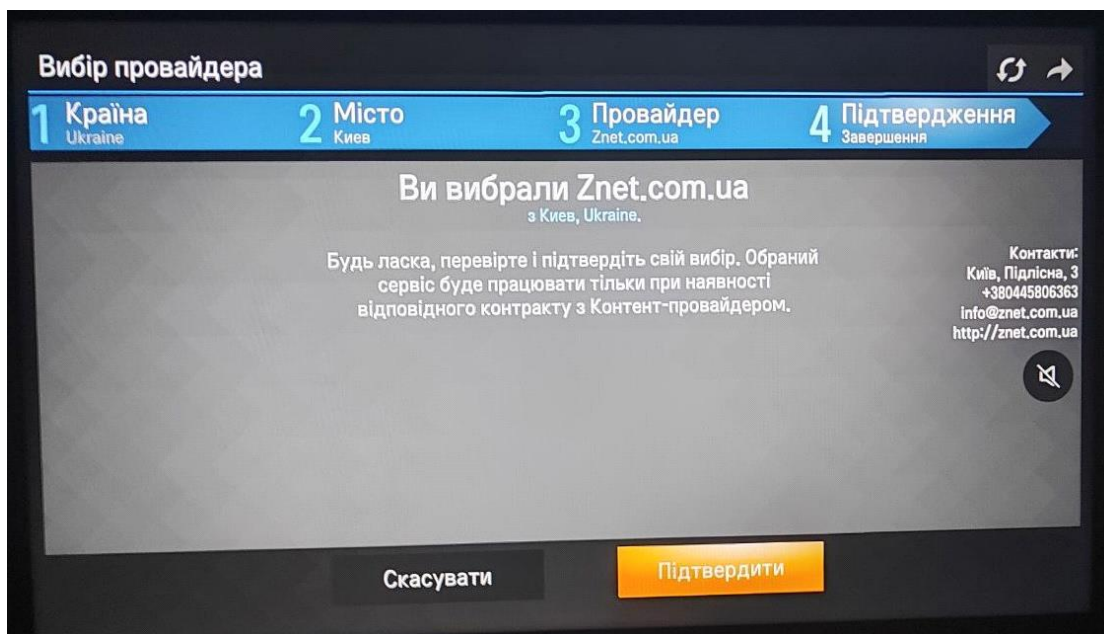 Вибір провайдера
1 Країна
Ukraine
2 Місто
Киев
3 Провайдер
Znet.com.ua
4 Підтвердження
Завершення
Ви вибрали Znet.com.ua
з Киев, Ukraine.
Будь ласка, перевірте і підтвердіть свій вибір. Обраний
сервіс буде працювати тільки при наявності
відповідного контракту з Контент-провайдером.
Контакти:
Київ, Підлісна, 3
+380445806363
info@znet.com.ua
http://znet.com.ua
Скасувати
Підтвердити